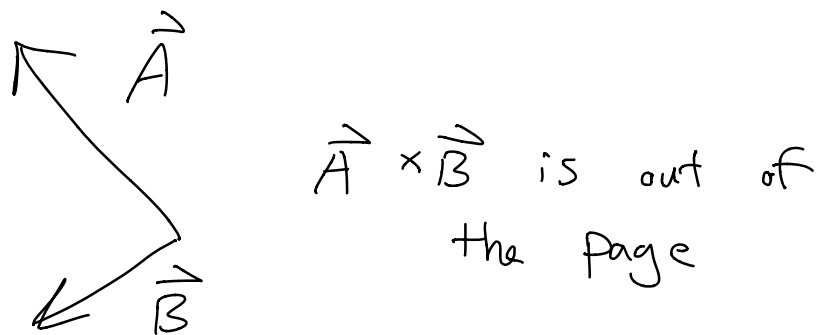 A⃗
A⃗ × B⃗ is out of
the page
B⃗